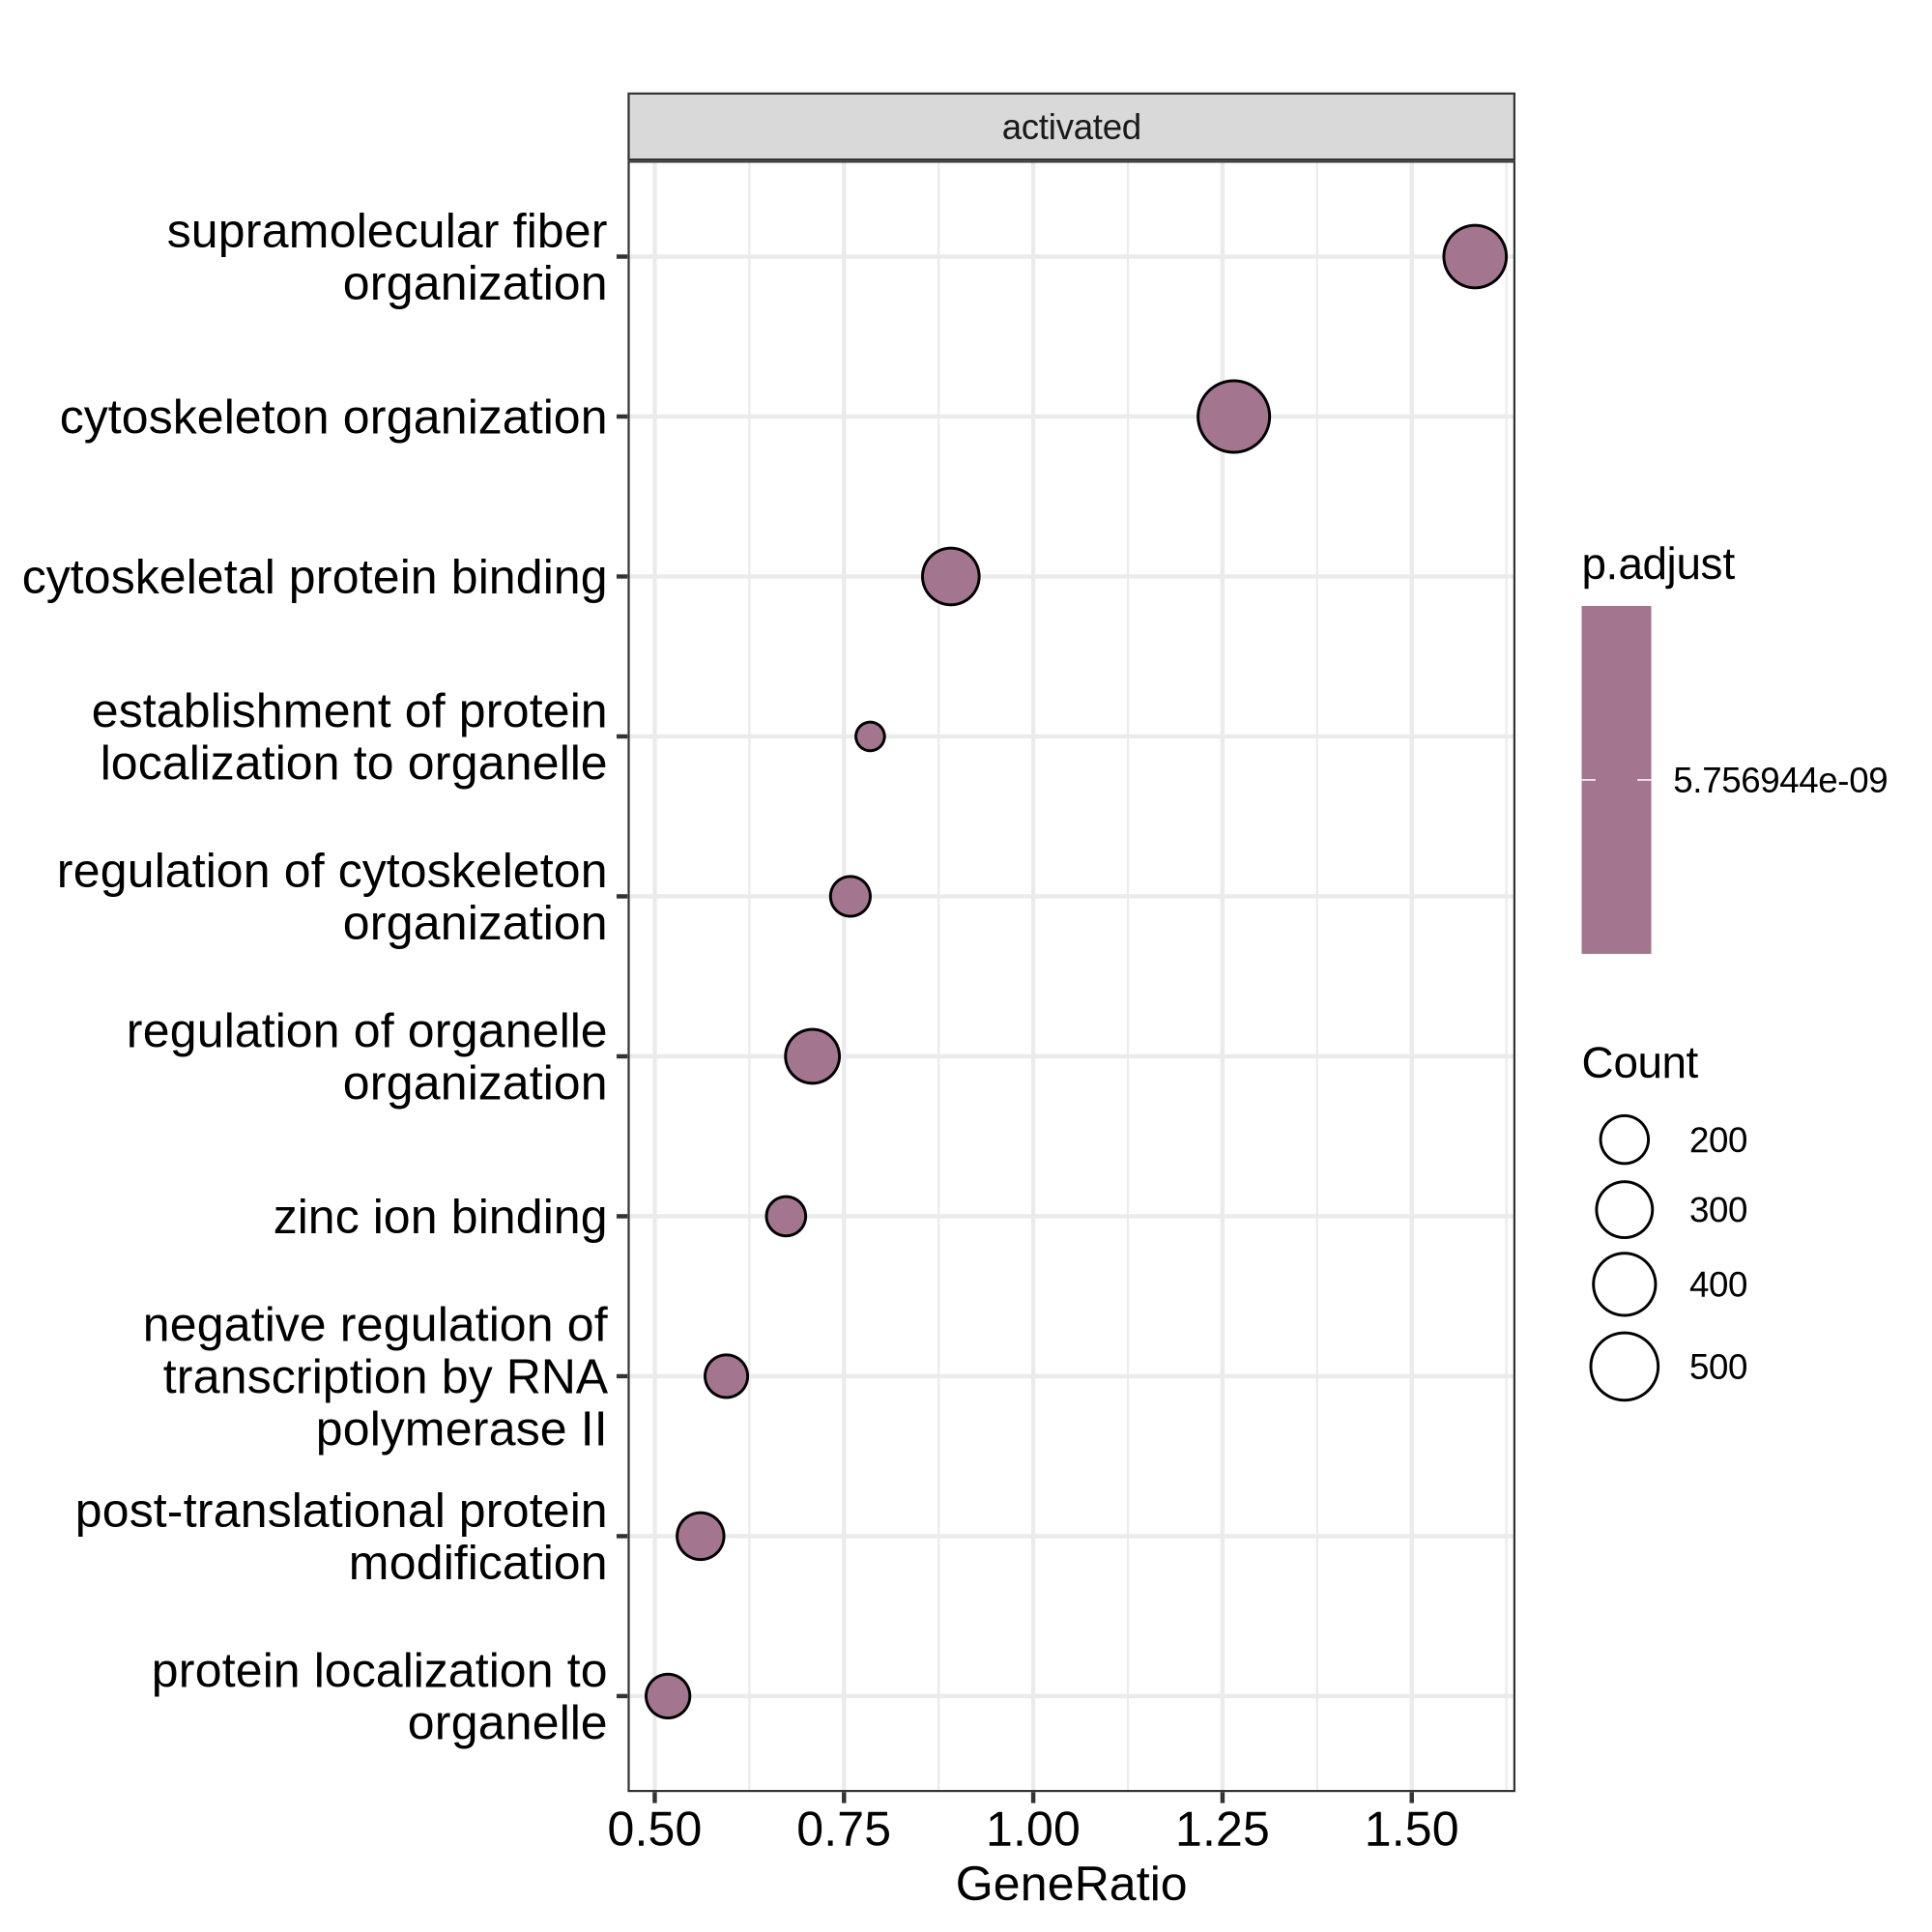 activated
supramolecular fiber
organization
cytoskeleton organization
cytoskeletal protein binding
establishment of protein
localization to organelle
regulation of cytoskeleton
organization
regulation of organelle
organization
zinc ion binding
negative regulation of
transcription by RNA
polymerase II
post-translational protein
modification
protein localization to
organelle
0.50 0.75 1.00 1.25 1.50
GeneRatio
p.adjust
5.756944e-09
Count
200
300
400
500